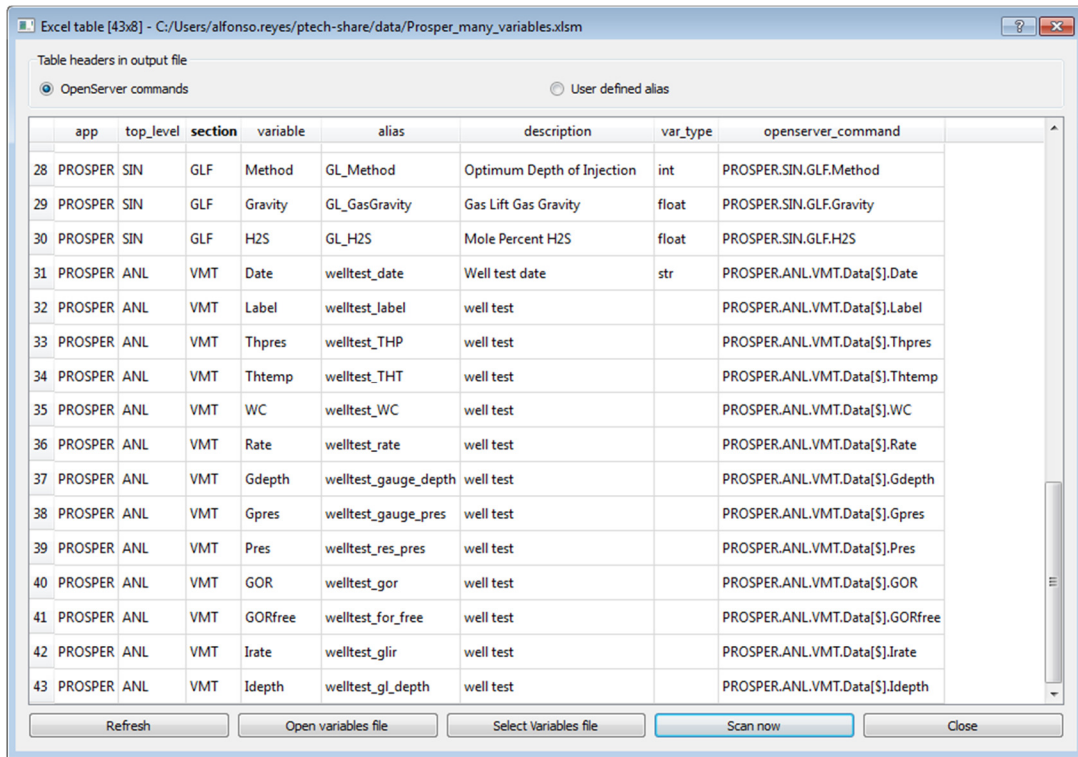 Excel table [43x8] - C:/Users/alfonso.reyes/ptech-share/data/Prosper_many_variables.xlsm
Table headers in output file
OpenServer commands User defined alias
app top_level section variable alias description var_type openserver_command
28 PROSPER SIN GLF Method GL_Method Optimum Depth of Injection int PROSPER.SIN.GLF.Method
29 PROSPER SIN GLF Gravity GL_GasGravity Gas Lift Gas Gravity float PROSPER.SIN.GLF.Gravity
30 PROSPER SIN GLF H2S GL_H2S Mole Percent H2S float PROSPER.SIN.GLF.H2S
31 PROSPER ANL VMT Date welltest_date Well test date str PROSPER.ANL.VMT.Data[$].Date
32 PROSPER ANL VMT Label welltest_label well test PROSPER.ANL.VMT.Data[$].Label
33 PROSPER ANL VMT Thpres welltest_THP well test PROSPER.ANL.VMT.Data[$].Thpres
34 PROSPER ANL VMT Thtemp welltest_THT well test PROSPER.ANL.VMT.Data[$].Thtemp
35 PROSPER ANL VMT WC welltest_WC well test PROSPER.ANL.VMT.Data[$].WC
36 PROSPER ANL VMT Rate welltest_rate well test PROSPER.ANL.VMT.Data[$].Rate
37 PROSPER ANL VMT Gdepth welltest_gauge_depth well test PROSPER.ANL.VMT.Data[$].Gdepth
38 PROSPER ANL VMT Gpres welltest_gauge_pres well test PROSPER.ANL.VMT.Data[$].Gpres
39 PROSPER ANL VMT Pres welltest_res_pres well test PROSPER.ANL.VMT.Data[$].Pres
40 PROSPER ANL VMT GOR welltest_gor well test PROSPER.ANL.VMT.Data[$].GOR
41 PROSPER ANL VMT GORfree welltest_for_free well test PROSPER.ANL.VMT.Data[$].GORfree
42 PROSPER ANL VMT Irate welltest_glir well test PROSPER.ANL.VMT.Data[$].Irate
43 PROSPER ANL VMT Idepth welltest_gl_depth well test PROSPER.ANL.VMT.Data[$].Idepth
Refresh Open variables file Select Variables file Scan now Close